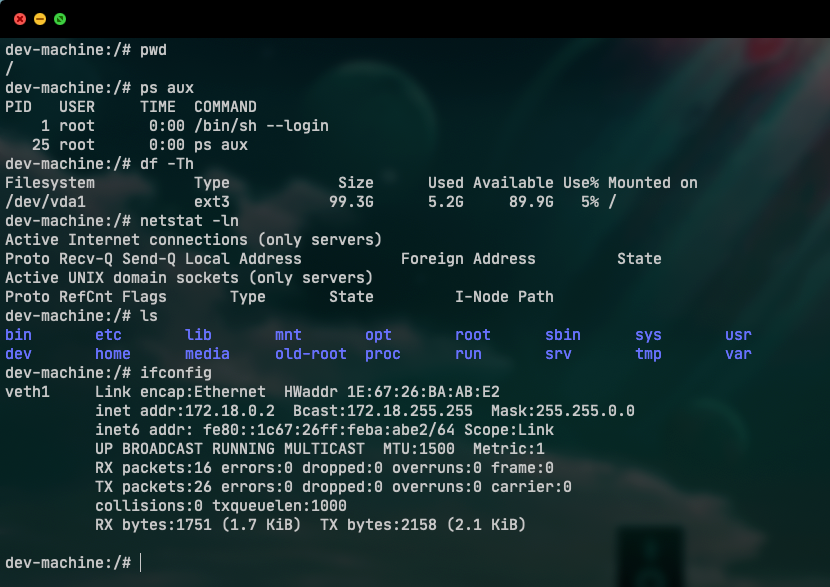 dev-machine:/# pwd
/
dev-machine:/# ps aux
PID   USER     TIME  COMMAND
    1 root      0:00 /bin/sh --login
   25 root      0:00 ps aux
dev-machine:/# df -Th
Filesystem           Type            Size      Used Available Use% Mounted on
/dev/vda1            ext3           99.3G      5.2G     89.9G   5% /
dev-machine:/# netstat -ln
Active Internet connections (only servers)
Proto Recv-Q Send-Q Local Address           Foreign Address         State
Active UNIX domain sockets (only servers)
Proto RefCnt Flags       Type       State         I-Node Path
dev-machine:/# ls
bin       etc       lib       mnt       opt       root      sbin      sys       usr
dev       home      media     old-root  proc      run       srv       tmp       var
dev-machine:/# ifconfig
veth1     Link encap:Ethernet  HWaddr 1E:67:26:BA:AB:E2
          inet addr:172.18.0.2  Bcast:172.18.255.255  Mask:255.255.0.0
          inet6 addr: fe80::1c67:26ff:feba:abe2/64 Scope:Link
          UP BROADCAST RUNNING MULTICAST  MTU:1500  Metric:1
          RX packets:16 errors:0 dropped:0 overruns:0 frame:0
          TX packets:26 errors:0 dropped:0 overruns:0 carrier:0
          collisions:0 txqueuelen:1000
          RX bytes:1751 (1.7 KiB)  TX bytes:2158 (2.1 KiB)
dev-machine:/#